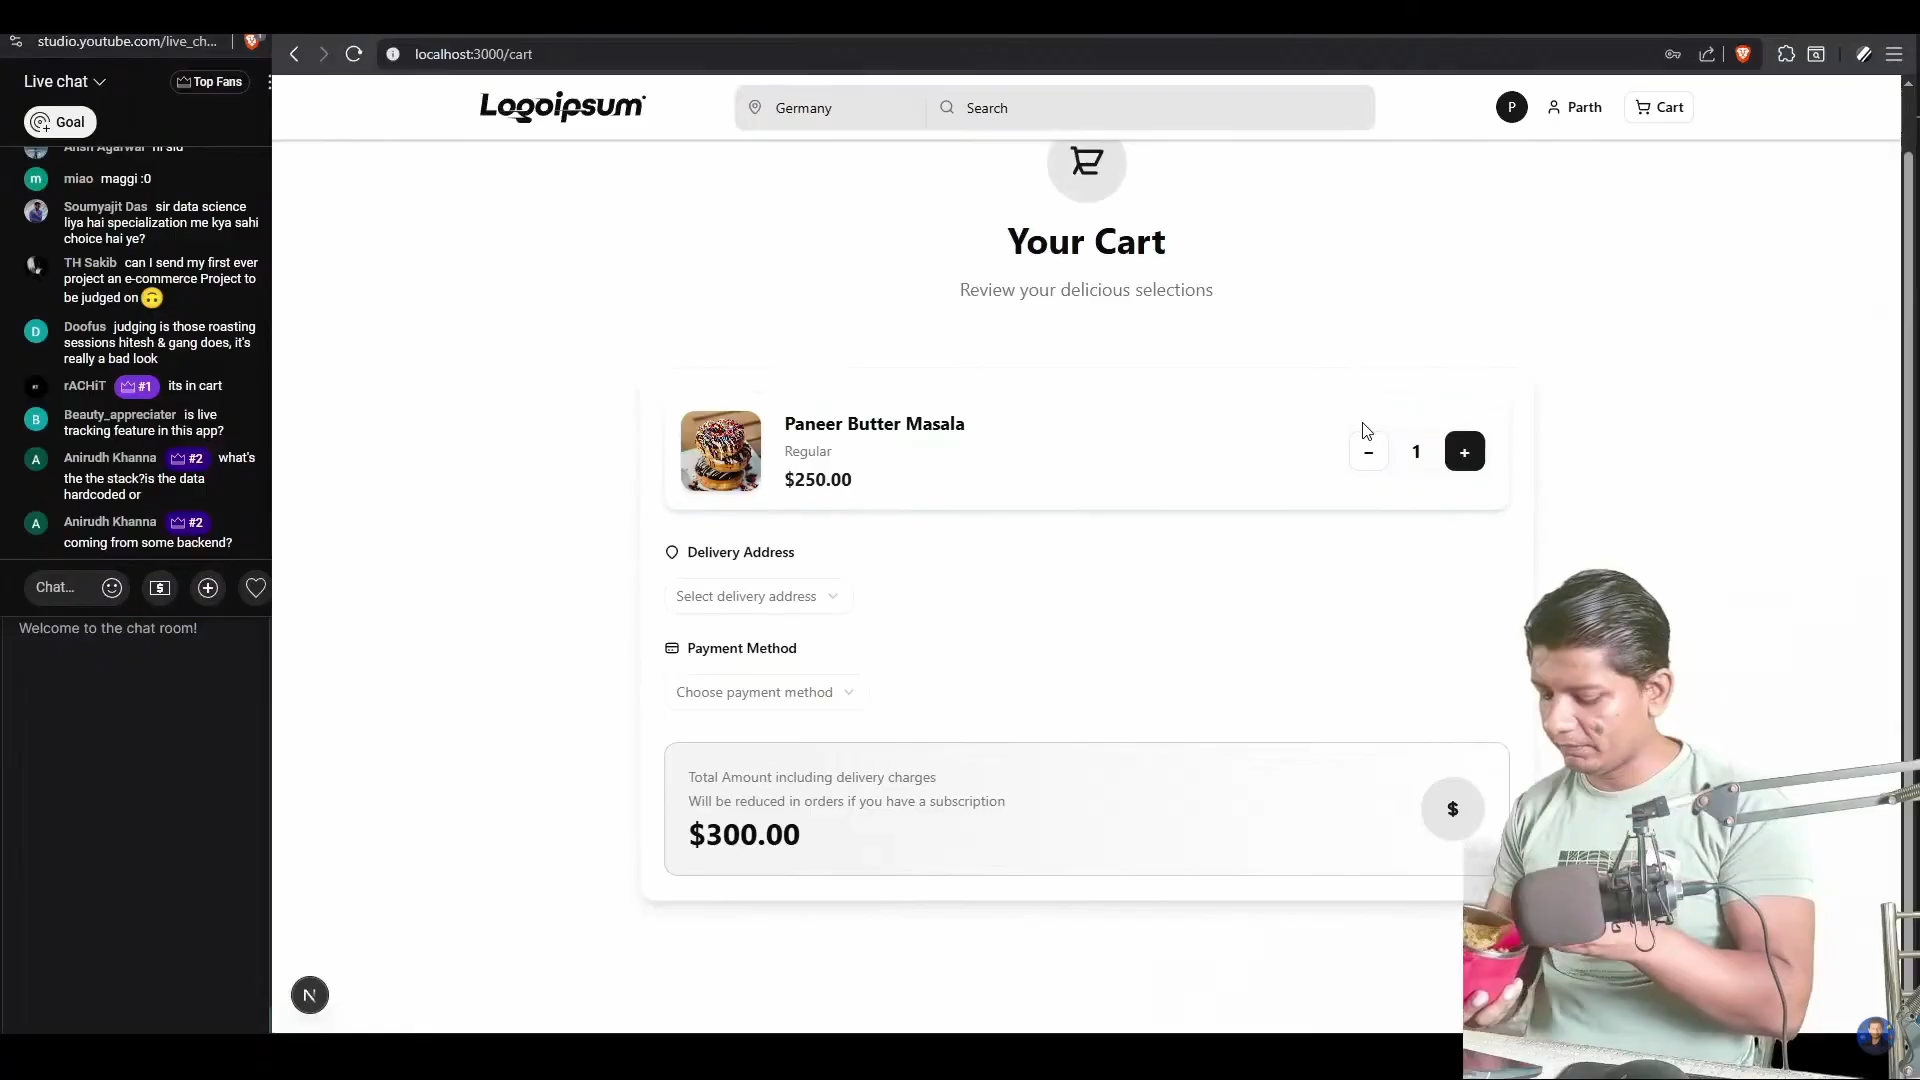 studio.youtube.com/live_ch...
Live chat
Top Fans
Goal
Arish Agarwal hi sid
miao maggi :0
Soumyajit Das sir data science
liya hai specialization me kya sahi
choice hai ye?
TH Sakib can I send my first ever
project an e-commerce Project to
be judged on
Doofus judging is those roasting
sessions hitesh & gang does, it's
really a bad look
rACHiT #1 its in cart
Beauty_appreciater is live
tracking feature in this app?
Anirudh Khanna #2 what's
the the stack?is the data
hardcoded or
Anirudh Khanna #2
coming from some backend?
Chat...
Welcome to the chat room!
localhost:3000/cart
Logoipsum
Germany
Search
P
Parth
Cart
Your Cart
Review your delicious selections
Paneer Butter Masala
Regular
$250.00
- 1 +
Delivery Address
Select delivery address
Payment Method
Choose payment method
Total Amount including delivery charges
Will be reduced in orders if you have a subscription
$300.00
$
N